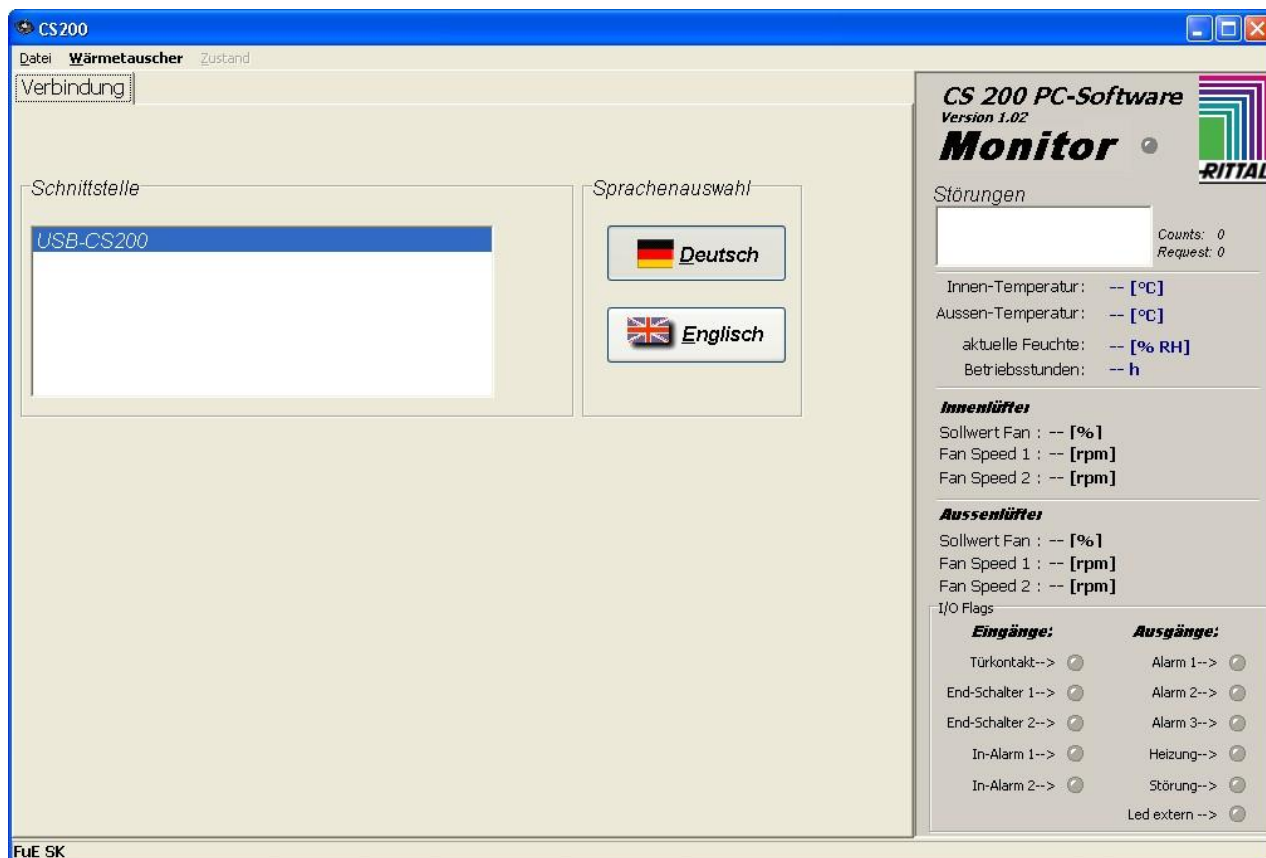 CS200
Datei Wärmetauscher Zustand
Verbindung
Schnittstelle
USB-CS200
Sprachenauswahl
Deutsch
Englisch
CS 200 PC-Software
Version 1.02
Monitor
RITTAL
Störungen
Counts: 0
Request: 0
Innen-Temperatur: -- [°C]
Aussen-Temperatur: -- [°C]
aktuelle Feuchte: -- [% RH]
Betriebsstunden: -- h
Innenlüfter
Sollwert Fan : -- [%]
Fan Speed 1 : -- [rpm]
Fan Speed 2 : -- [rpm]
Aussenlüfter
Sollwert Fan : -- [%]
Fan Speed 1 : -- [rpm]
Fan Speed 2 : -- [rpm]
I/O Flags
Eingänge: Ausgänge:
Türkontakt--> Alarm 1-->
End-Schalter 1--> Alarm 2-->
End-Schalter 2--> Alarm 3-->
In-Alarm 1--> Heizung-->
In-Alarm 2--> Störung-->
Led extern -->
FuE SK